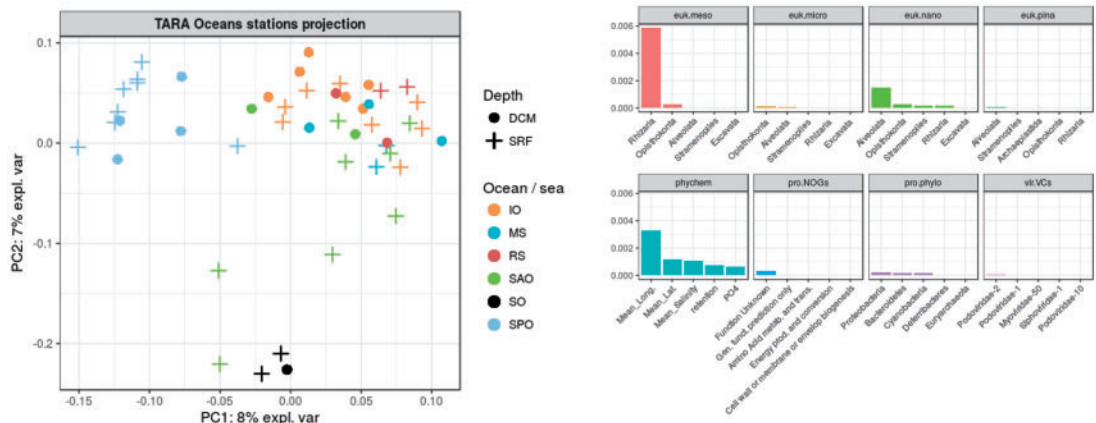 TARA Oceans stations projection
0.1
0.0
-0.1
-0.2
PC2: 7% expl. var
-0.15
-0.10
-0.05
0.00
0.05
0.10
PC1: 8% expl. var
Depth
DCM
SRF
Ocean / sea
IO
MS
RS
SAO
SO
SPO
euk.meso
euk.micro
euk.nano
euk.pina
0.006
0.004
0.002
0.000
Rhizaria
Opisthokonta
Alveolata
Stramenopiles
Excavata
Opisthokonta
Alveolata
Stramenopiles
Rhizaria
Excavata
Alveolata
Opisthokonta
Stramenopiles
Rhizaria
Excavata
Alveolata
Stramenopiles
Archaeplastida
Opisthokonta
Rhizaria
phychem
pro.NOGs
pro.phylo
vir.VCs
0.006
0.004
0.002
0.000
Mean_Long.
Mean_Lat.
Mean_Salinity
retention
PO4
Function Unknown
Gen. funct. prediction only
Amino Acid metab. and trans.
Energy prod. and conversion
Cell wall or membrane or envelop biogenesis
Proteobacteria
Bacteroidetes
Cyanobacteria
Deferribacteres
Euryarchaeota
Podoviridae-2
Podoviridae-1
Myoviridae-50
Siphoviridae-1
Podoviridae-10